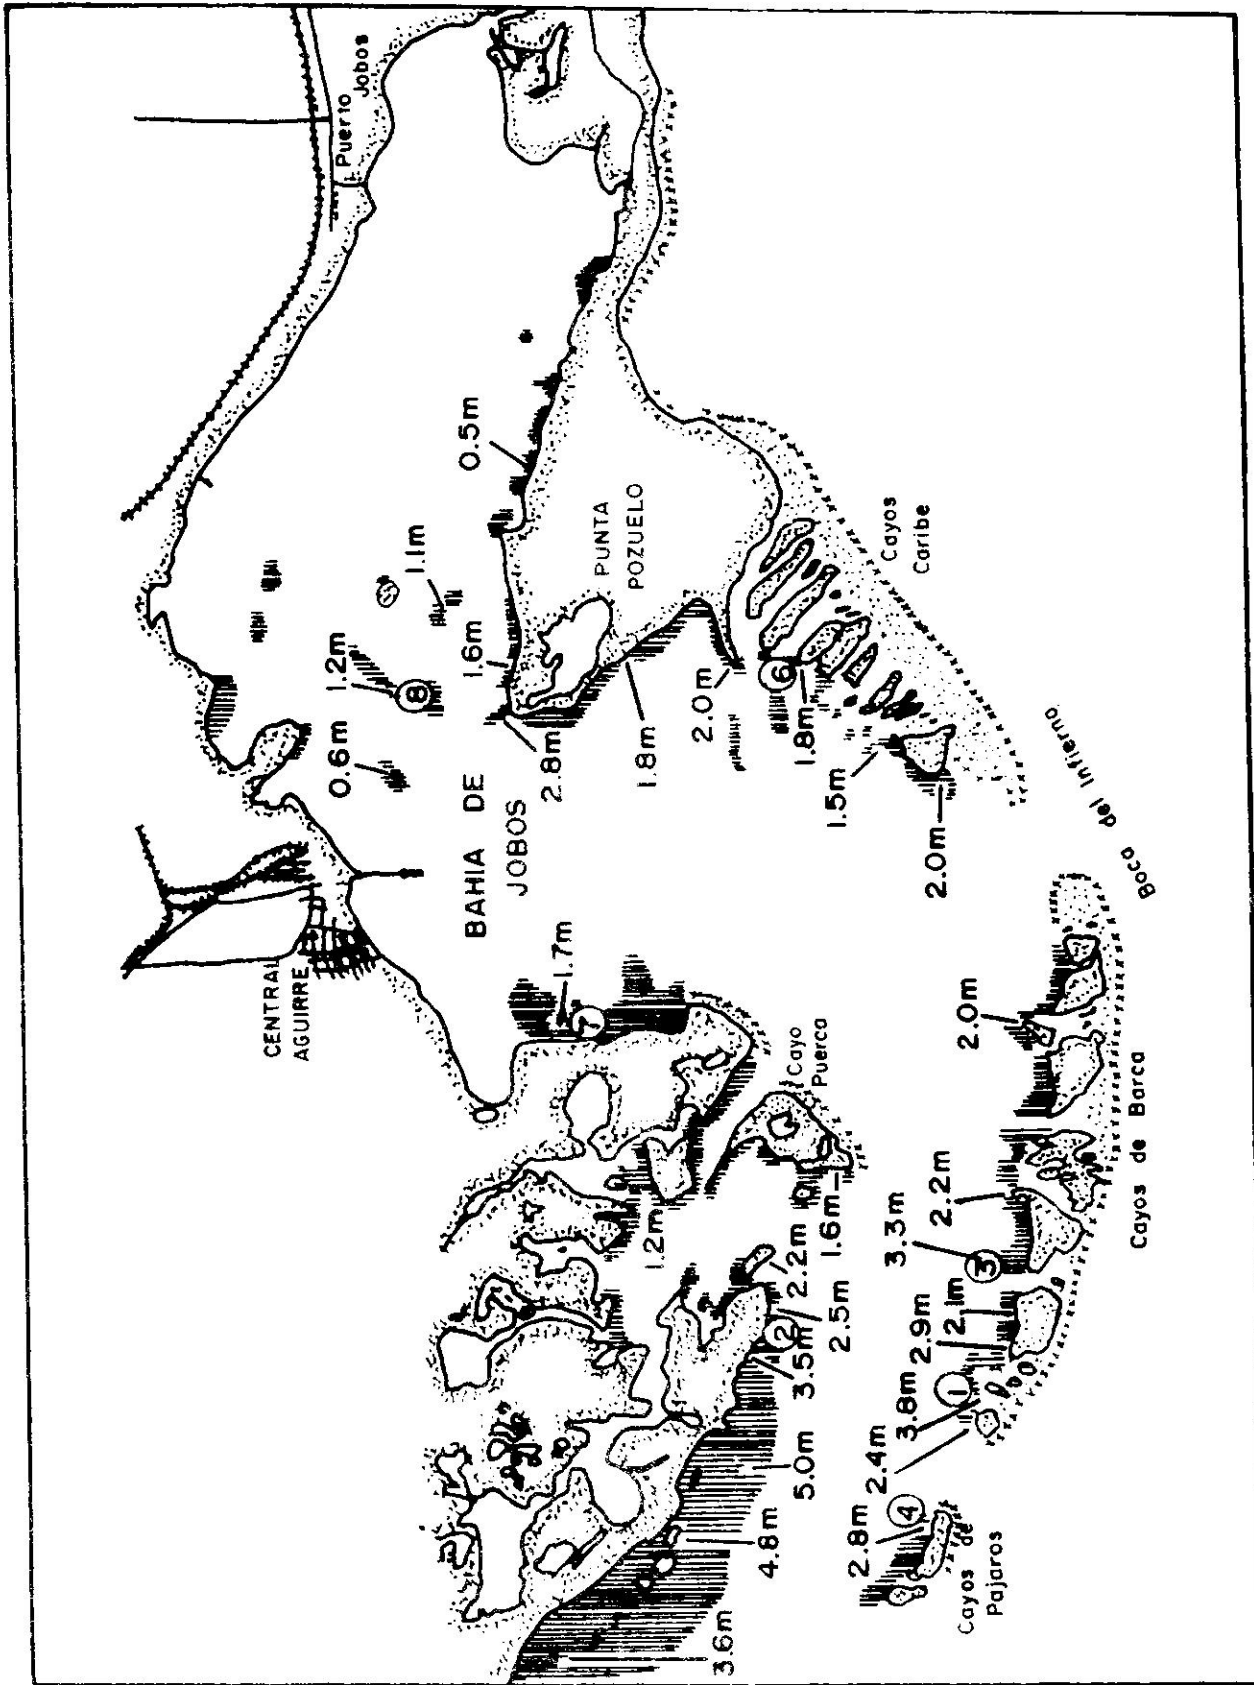 Puerto
Jobos
0.5m
1.1m
PUNTA
POZUELO
Cayos
Caribe
1.2m
8
1.6m
0.6m
2.8m
1.8m
2.0m
6
1.8m
1.5m
2.0m
Boca del Infierno
BAHIA DE
JOBOS
CENTRAL
AGUIRRE
1.7m
7
Cayo
Puerca
2.0m
Cayos de Barca
1.2m
1.6m
2.2m
2.5m
2
3.5m
2.2m
3.3m
3
2.1m
2.9m
1
3.8m
2.4m
5.0m
4.8m
3.6m
4
2.8m
Cayos de
Pajaros